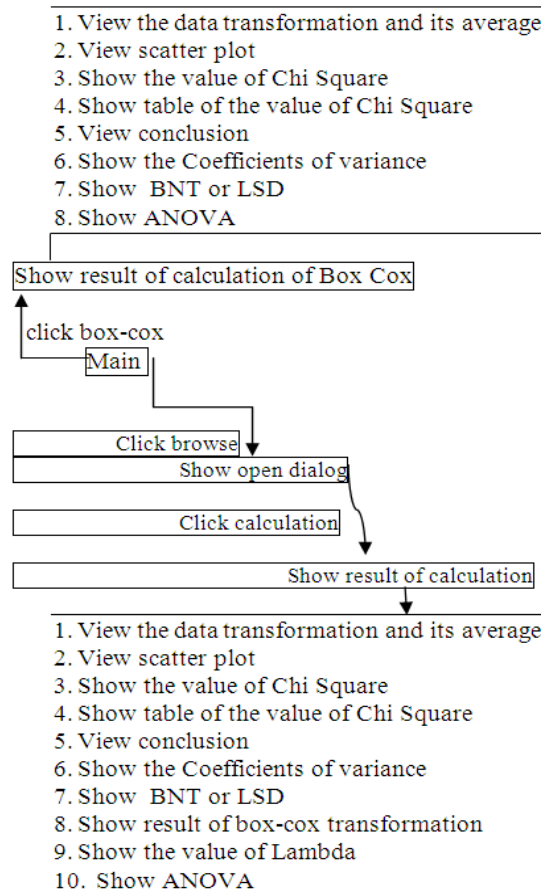 1. View the data transformation and its average
2. View scatter plot
3. Show the value of Chi Square
4. Show table of the value of Chi Square
5. View conclusion
6. Show the Coefficients of variance
7. Show BNT or LSD
8. Show ANOVA
Show result of calculation of Box Cox
click box-cox
Main
Click browse
Show open dialog
Click calculation
Show result of calculation
1. View the data transformation and its average
2. View scatter plot
3. Show the value of Chi Square
4. Show table of the value of Chi Square
5. View conclusion
6. Show the Coefficients of variance
7. Show BNT or LSD
8. Show result of box-cox transformation
9. Show the value of Lambda
10. Show ANOVA